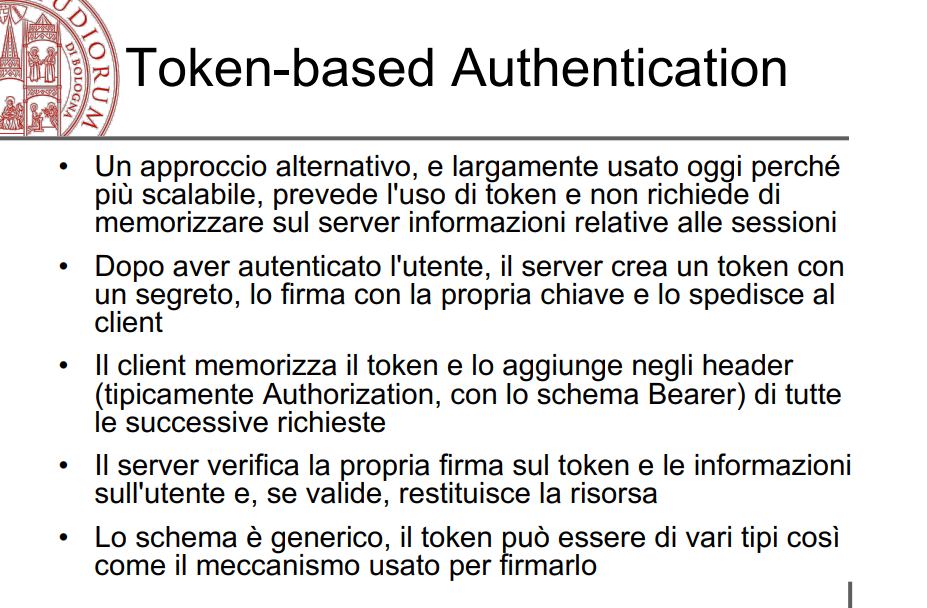 UDIORUM
DI BOLOGNA
Token-based Authentication
• Un approccio alternativo, e largamente usato oggi perché
più scalabile, prevede l'uso di token e non richiede di
memorizzare sul server informazioni relative alle sessioni
• Dopo aver autenticato l'utente, il server crea un token con
un segreto, lo firma con la propria chiave e lo spedisce al
client
• Il client memorizza il token e lo aggiunge negli header
(tipicamente Authorization, con lo schema Bearer) di tutte
le successive richieste
• Il server verifica la propria firma sul token e le informazioni
sull'utente e, se valide, restituisce la risorsa
• Lo schema è generico, il token può essere di vari tipi così
come il meccanismo usato per firmarlo